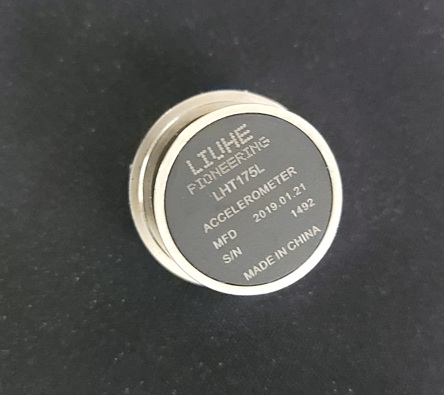 LIUHE
PIONEERING
LHT175L
ACCELEROMETER
MFD 2019.01.21
S/N 1492
MADE IN CHINA